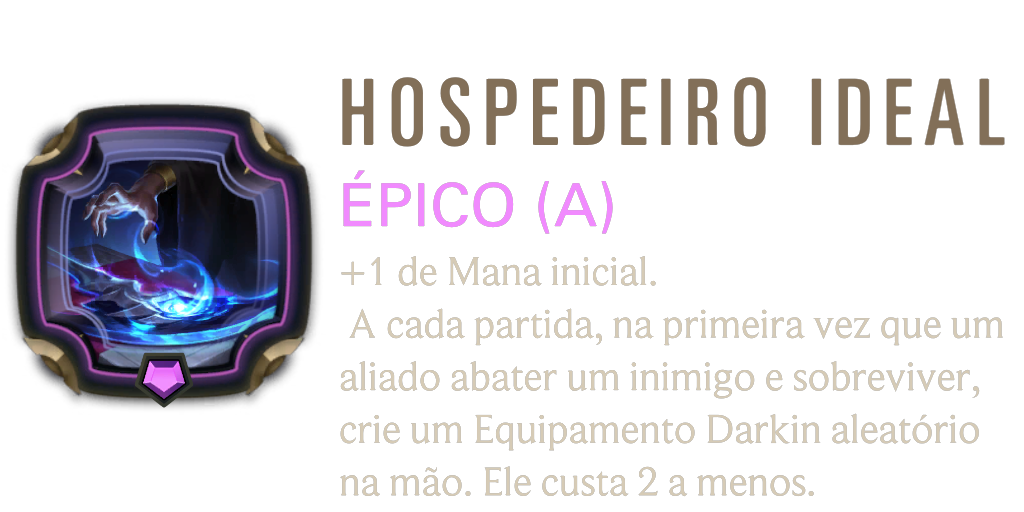 HOSPEDEIRO IDEAL
ÉPICO (A)
+1 de Mana inicial.
A cada partida, na primeira vez que um
aliado abater um inimigo e sobreviver,
crie um Equipamento Darkin aleatório
na mão. Ele custa 2 a menos.